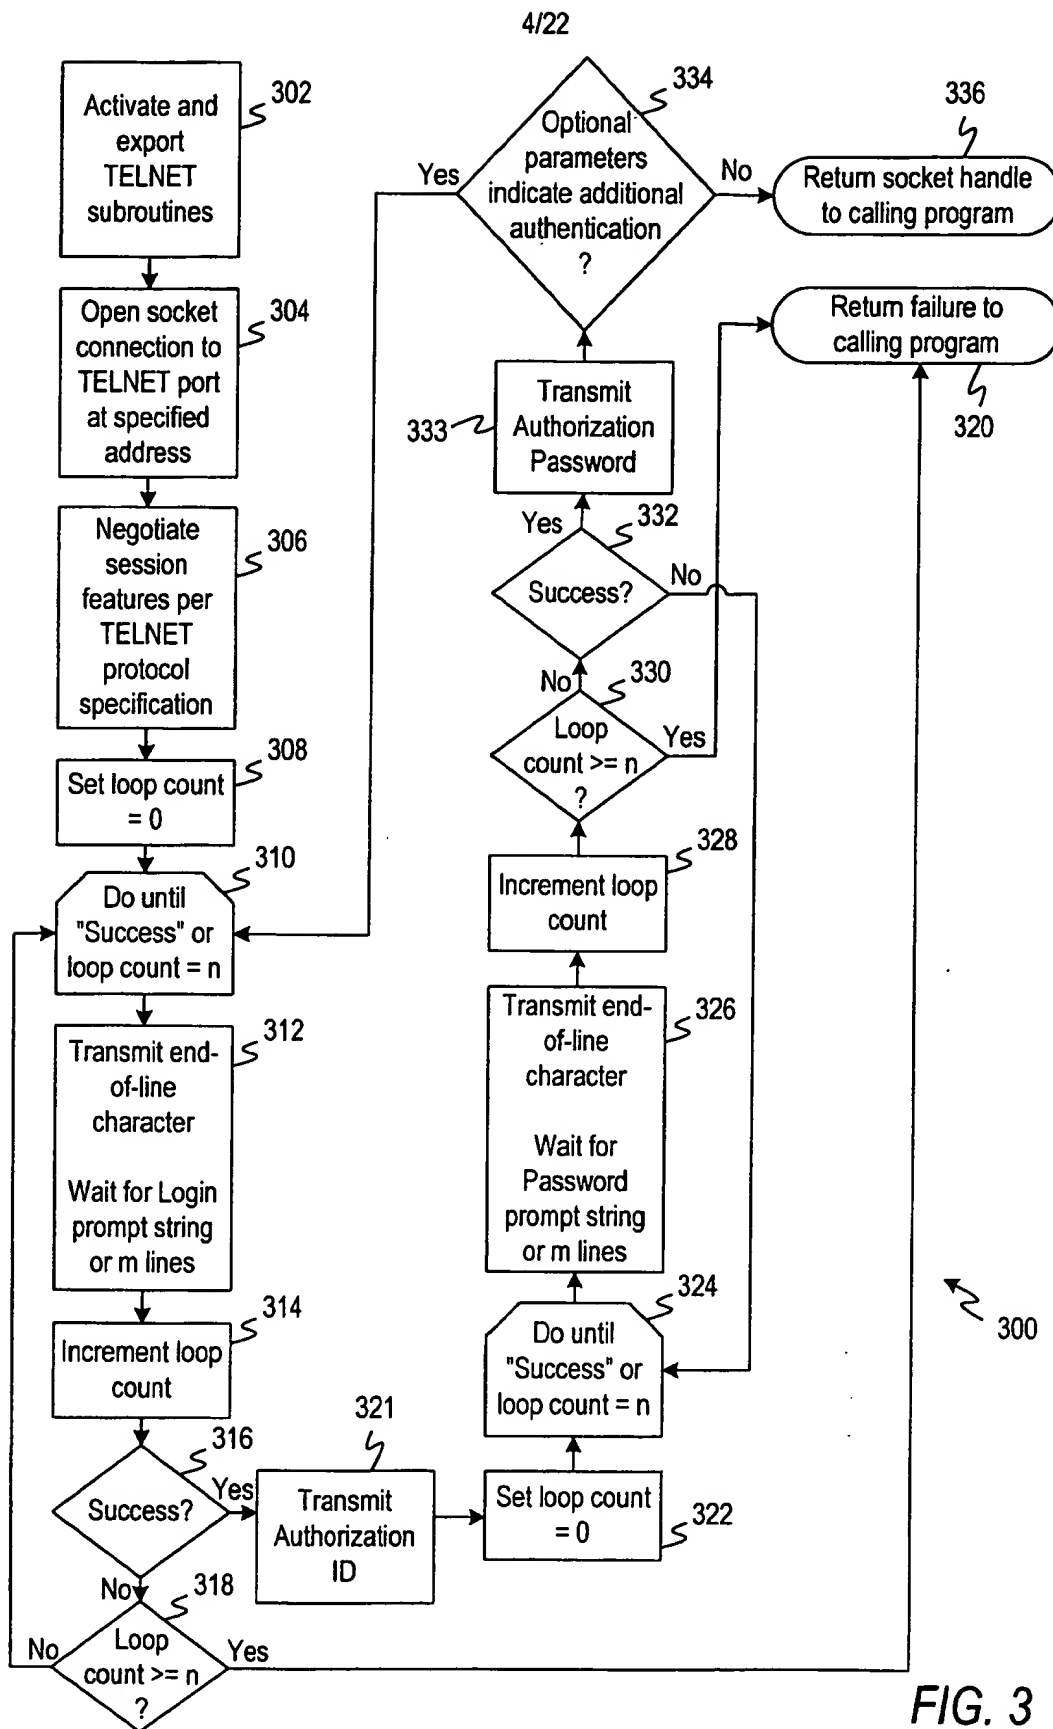 4/22
302
Activate and
export
TELNET
subroutines
304
Open socket
connection to
TELNET port
at specified
address
306
Negotiate
session
features per
TELNET
protocol
specification
308
Set loop count
= 0
310
Do until
"Success" or
loop count = n
312
Transmit end-
of-line
character
Wait for Login
prompt string
or m lines
314
Increment loop
count
316
Success?
Yes
No
318
Loop
count >= n
?
No
Yes
321
Transmit
Authorization
ID
Set loop count
= 0
322
324
Do until
"Success" or
loop count = n
326
Transmit end-
of-line
character
Wait for
Password
prompt string
or m lines
328
Increment loop
count
330
Loop
count >= n
?
No
Yes
332
Success?
Yes
No
333
Transmit
Authorization
Password
334
Optional
parameters
indicate additional
authentication
?
Yes
No
336
Return socket handle
to calling program
Return failure to
calling program
320
300
FIG. 3